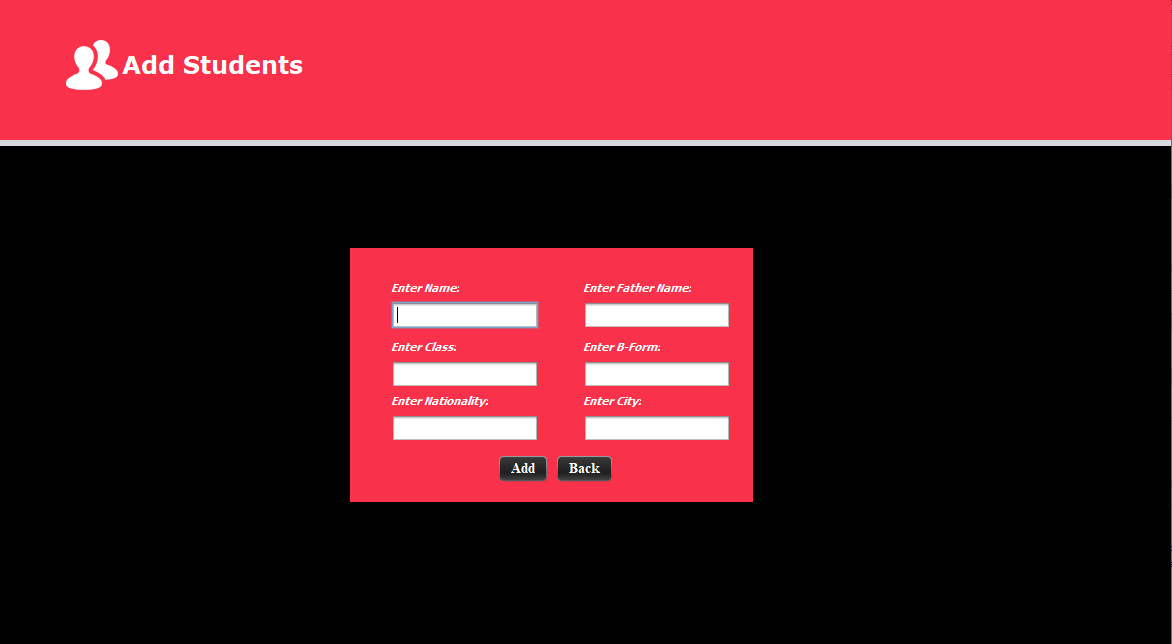 Add Students
Enter Name:
Enter Father Name:
Enter Class:
Enter B-Form:
Enter Nationality:
Enter City:
Add
Back